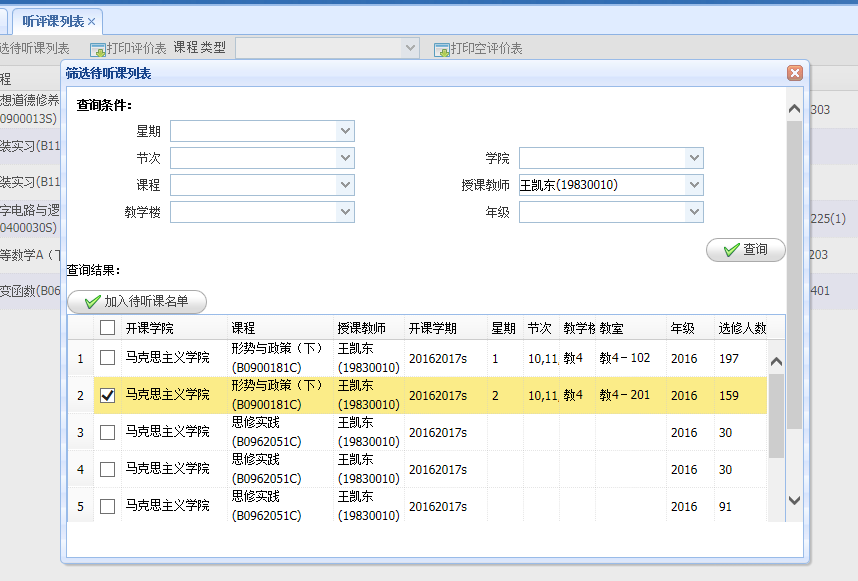 听评课列表
选待听课列表 打印评价表 课程类型 打印空评价表
程
想道德修养
0900013S) 303
装实习(B11
装实习(B11
字电路与逻
0400030S) 225(1)
等数学A（下 203
变函数(B06 401
筛选待听课列表
查询条件：
星期
节次 学院
课程 授课教师 王凯东(19830010)
教学楼 年级
查询
查询结果：
加入待听课名单
开课学院 课程 授课教师 开课学期 星期 节次 教学楼 教室 年级 选修人数
1 马克思主义学院 形势与政策（下）(B0900181C) 王凯东(19830010) 20162017s 1 10,11, 教4 教4－102 2016 197
2 马克思主义学院 形势与政策（下）(B0900181C) 王凯东(19830010) 20162017s 2 10,11, 教4 教4－201 2016 159
3 马克思主义学院 思修实践(B0962051C) 王凯东(19830010) 20162017s 2016 30
4 马克思主义学院 思修实践(B0962051C) 王凯东(19830010) 20162017s 2016 30
5 马克思主义学院 思修实践(B0962051C) 王凯东(19830010) 20162017s 2016 91